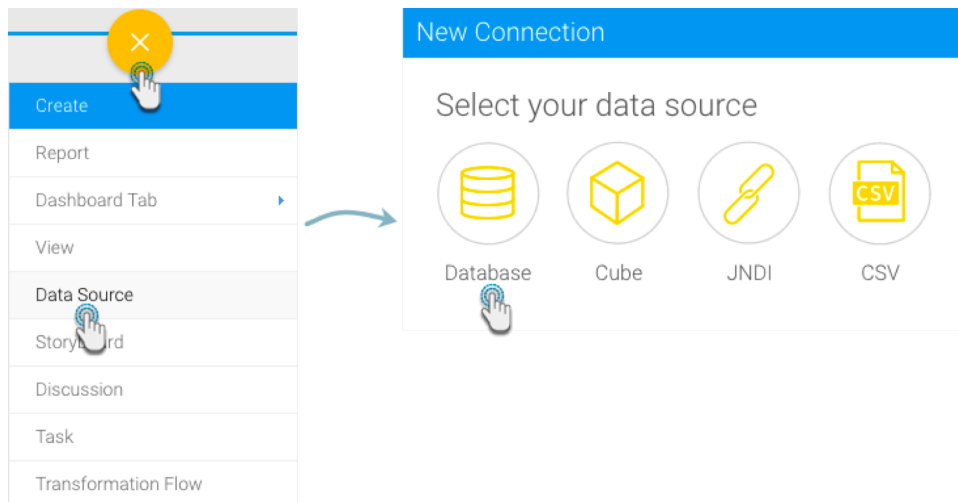 Create
Report
Dashboard Tab
View
Data Source
Storyboard
Discussion
Task
Transformation Flow
New Connection
Select your data source
Database
Cube
JNDI
CSV
CSV